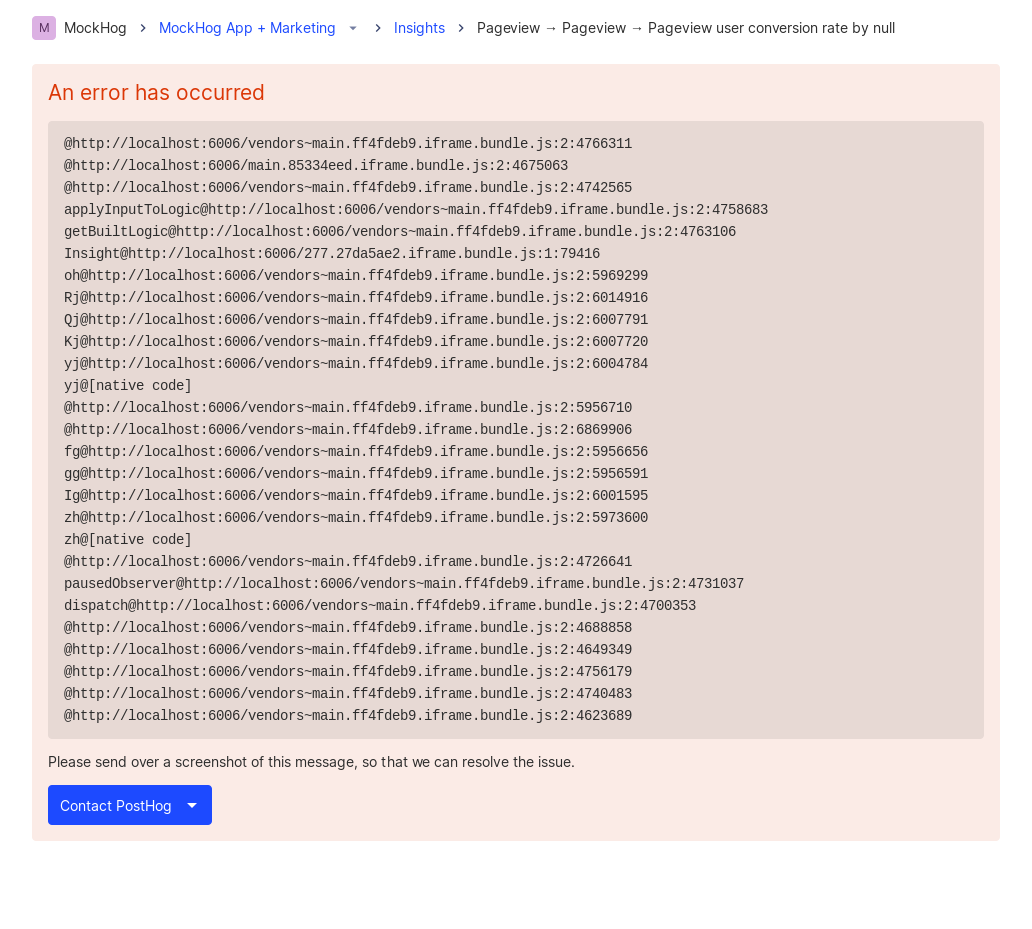 M MockHog > MockHog App + Marketing > Insights > Pageview → Pageview → Pageview user conversion rate by null
An error has occurred
@http://localhost:6006/vendors~main.ff4fdeb9.iframe.bundle.js:2:4766311
@http://localhost:6006/main.85334eed.iframe.bundle.js:2:4675063
@http://localhost:6006/vendors~main.ff4fdeb9.iframe.bundle.js:2:4742565
applyInputToLogic@http://localhost:6006/vendors~main.ff4fdeb9.iframe.bundle.js:2:4758683
getBuiltLogic@http://localhost:6006/vendors~main.ff4fdeb9.iframe.bundle.js:2:4763106
Insight@http://localhost:6006/277.27da5ae2.iframe.bundle.js:1:79416
oh@http://localhost:6006/vendors~main.ff4fdeb9.iframe.bundle.js:2:5969299
Rj@http://localhost:6006/vendors~main.ff4fdeb9.iframe.bundle.js:2:6014916
Qj@http://localhost:6006/vendors~main.ff4fdeb9.iframe.bundle.js:2:6007791
Kj@http://localhost:6006/vendors~main.ff4fdeb9.iframe.bundle.js:2:6007720
yj@http://localhost:6006/vendors~main.ff4fdeb9.iframe.bundle.js:2:6004784
yj@[native code]
@http://localhost:6006/vendors~main.ff4fdeb9.iframe.bundle.js:2:5956710
@http://localhost:6006/vendors~main.ff4fdeb9.iframe.bundle.js:2:6869906
fg@http://localhost:6006/vendors~main.ff4fdeb9.iframe.bundle.js:2:5956656
gg@http://localhost:6006/vendors~main.ff4fdeb9.iframe.bundle.js:2:5956591
Ig@http://localhost:6006/vendors~main.ff4fdeb9.iframe.bundle.js:2:6001595
zh@http://localhost:6006/vendors~main.ff4fdeb9.iframe.bundle.js:2:5973600
zh@[native code]
@http://localhost:6006/vendors~main.ff4fdeb9.iframe.bundle.js:2:4726641
pausedObserver@http://localhost:6006/vendors~main.ff4fdeb9.iframe.bundle.js:2:4731037
dispatch@http://localhost:6006/vendors~main.ff4fdeb9.iframe.bundle.js:2:4700353
@http://localhost:6006/vendors~main.ff4fdeb9.iframe.bundle.js:2:4688858
@http://localhost:6006/vendors~main.ff4fdeb9.iframe.bundle.js:2:4649349
@http://localhost:6006/vendors~main.ff4fdeb9.iframe.bundle.js:2:4756179
@http://localhost:6006/vendors~main.ff4fdeb9.iframe.bundle.js:2:4740483
@http://localhost:6006/vendors~main.ff4fdeb9.iframe.bundle.js:2:4623689
Please send over a screenshot of this message, so that we can resolve the issue.
Contact PostHog